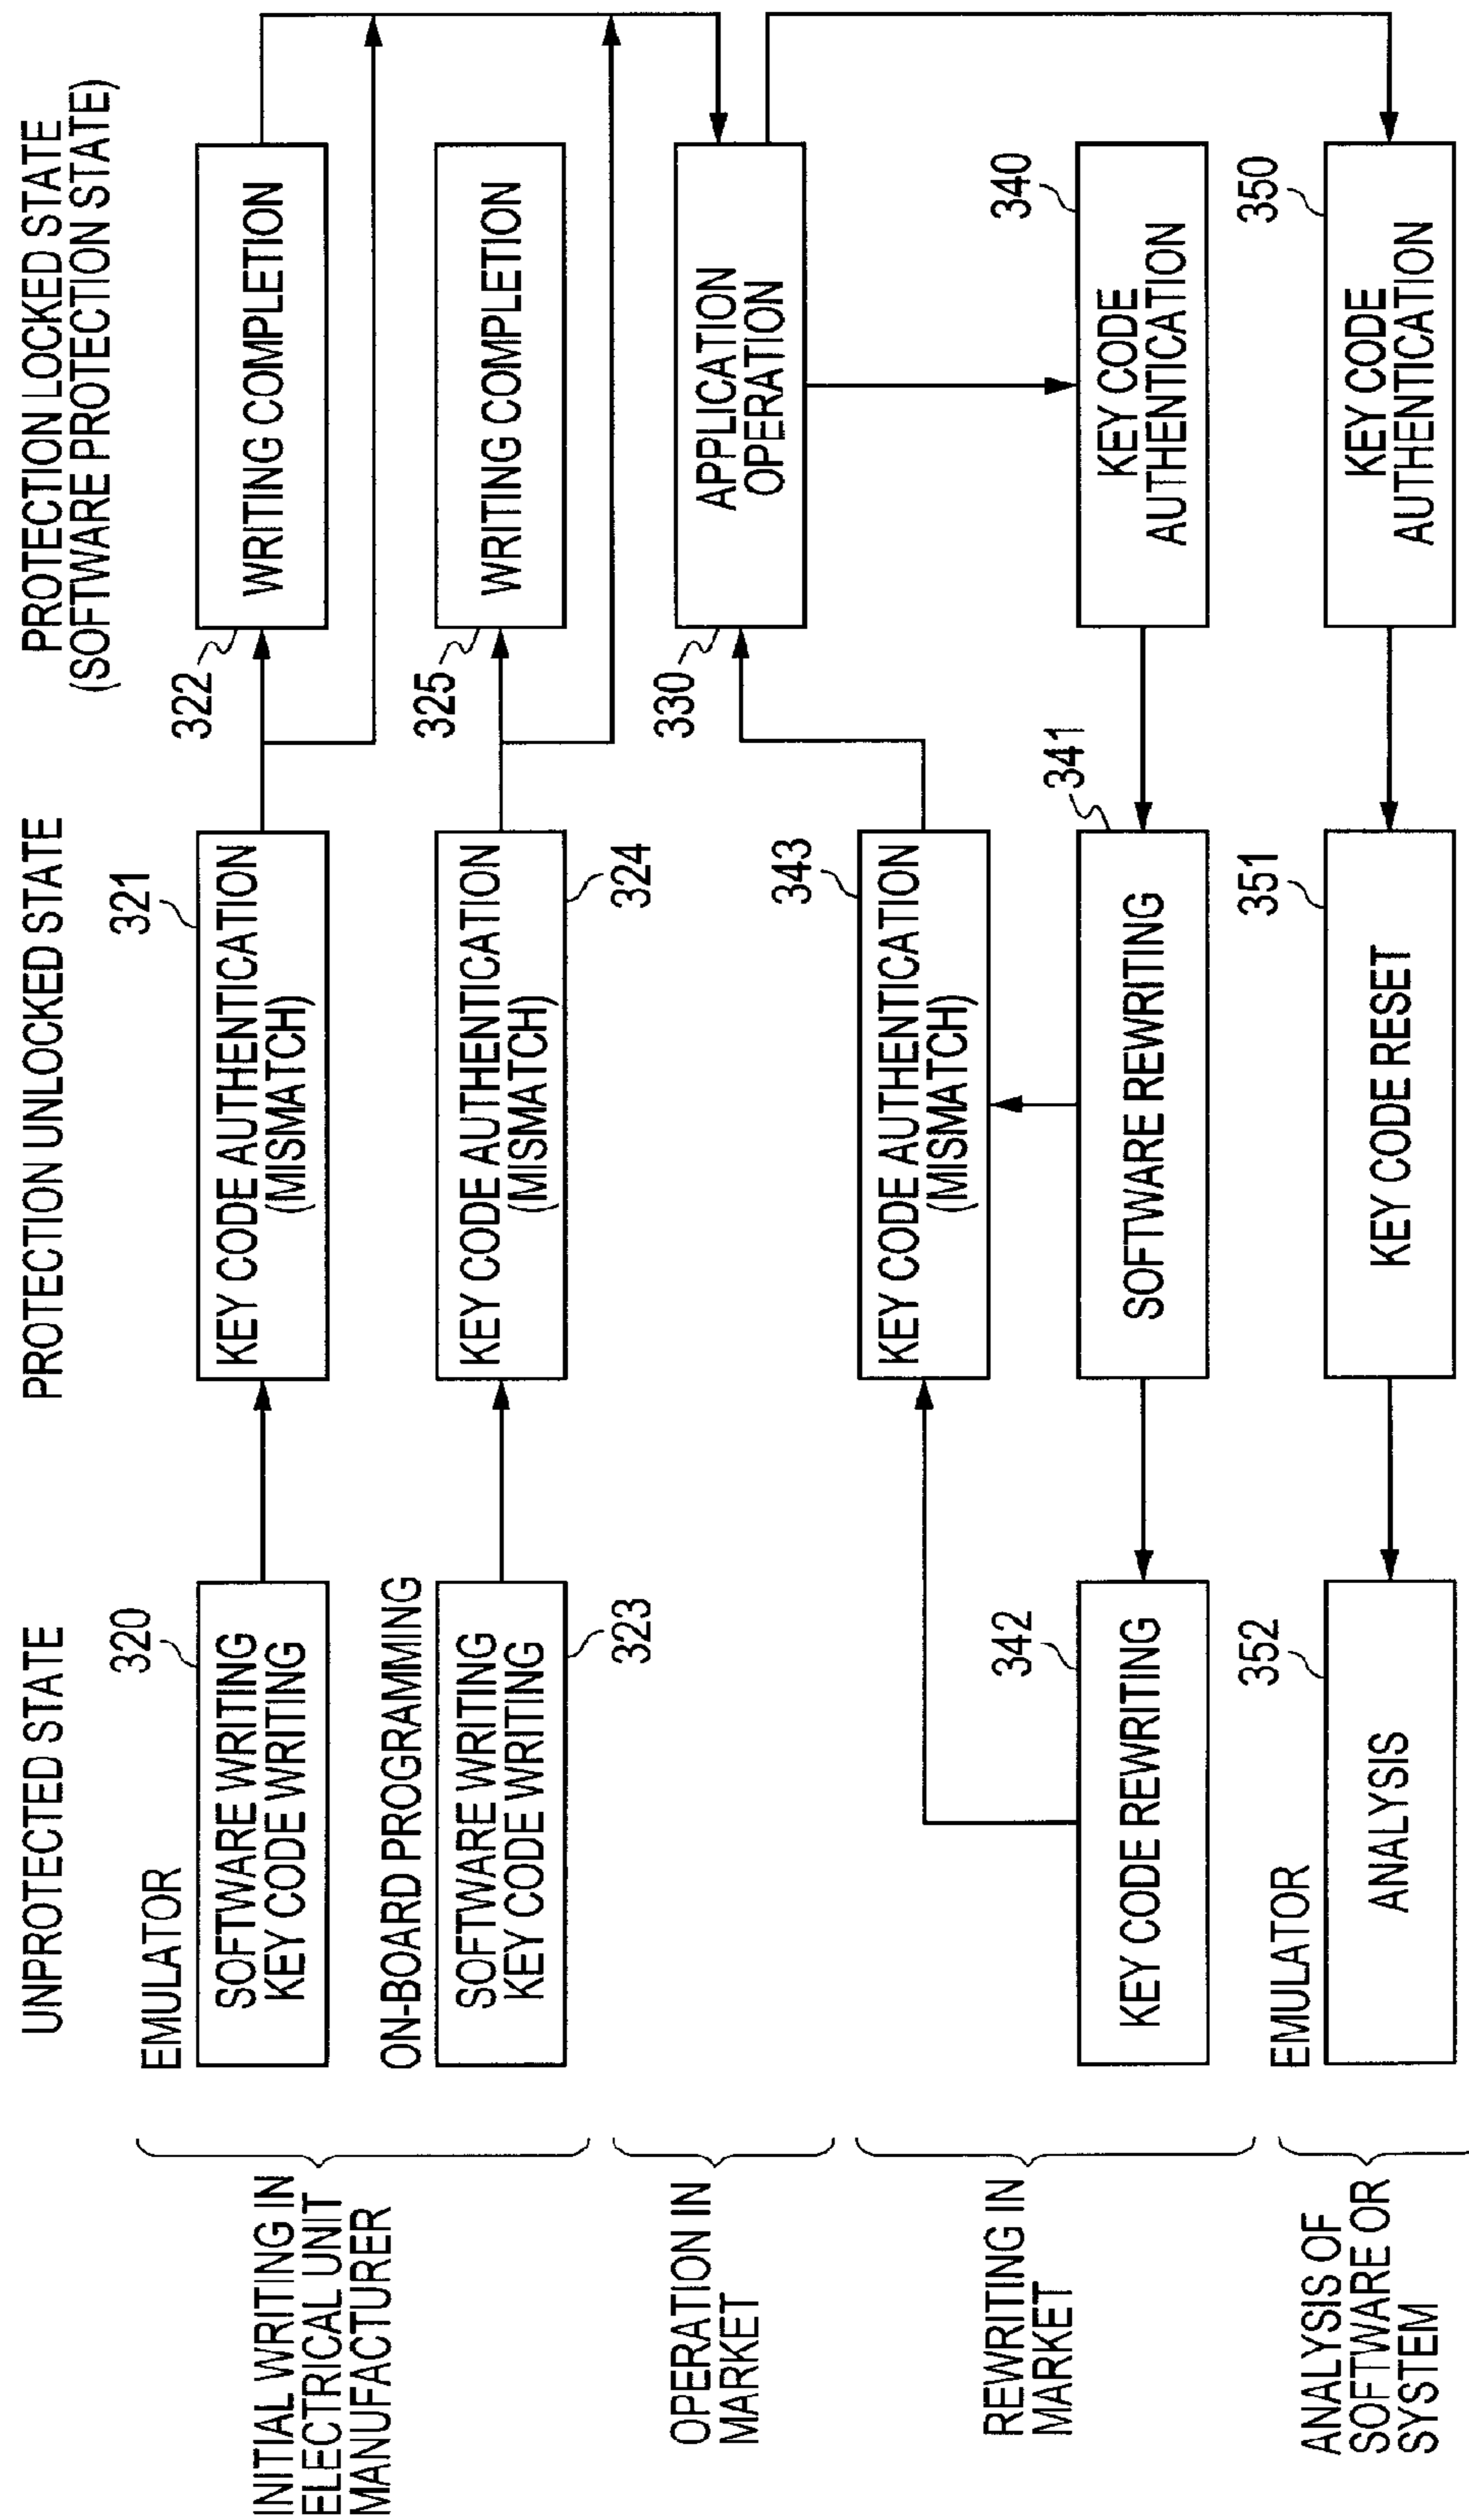 UNPROTECTED STATE
PROTECTION UNLOCKED STATE
PROTECTION LOCKED STATE
(SOFTWARE PROTECTION STATE)
INITIAL WRITING IN
ELECTRICAL UNIT
MANUFACTURER
EMULATOR
320
SOFTWARE WRITING
KEY CODE WRITING
321
KEY CODE AUTHENTICATION
(MISMATCH)
322
WRITING COMPLETION
ON-BOARD PROGRAMMING
SOFTWARE WRITING
KEY CODE WRITING
323
KEY CODE AUTHENTICATION
(MISMATCH)
324
325
WRITING COMPLETION
OPERATION IN
MARKET
330
APPLICATION
OPERATION
REWRITING IN
MARKET
343
KEY CODE AUTHENTICATION
(MISMATCH)
342
KEY CODE REWRITING
341
SOFTWARE REWRITING
340
KEY CODE
AUTHENTICATION
ANALYSIS OF
SOFTWARE OR
SYSTEM
EMULATOR
352
ANALYSIS
351
KEY CODE RESET
350
KEY CODE
AUTHENTICATION